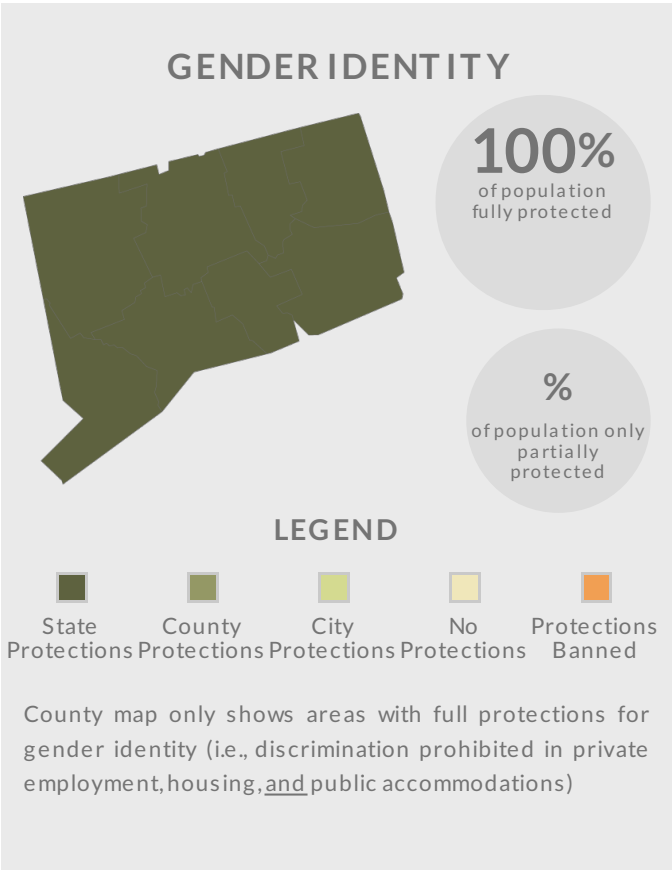 GENDER IDENTITY
100%
of population
fully protected
%
of population only
partially
protected
LEGEND
State
Protections
County
Protections
City
Protections
No
Protections
Protections
Banned
County map only shows areas with full protections for
gender identity (i.e., discrimination prohibited in private
employment, housing, and public accommodations)